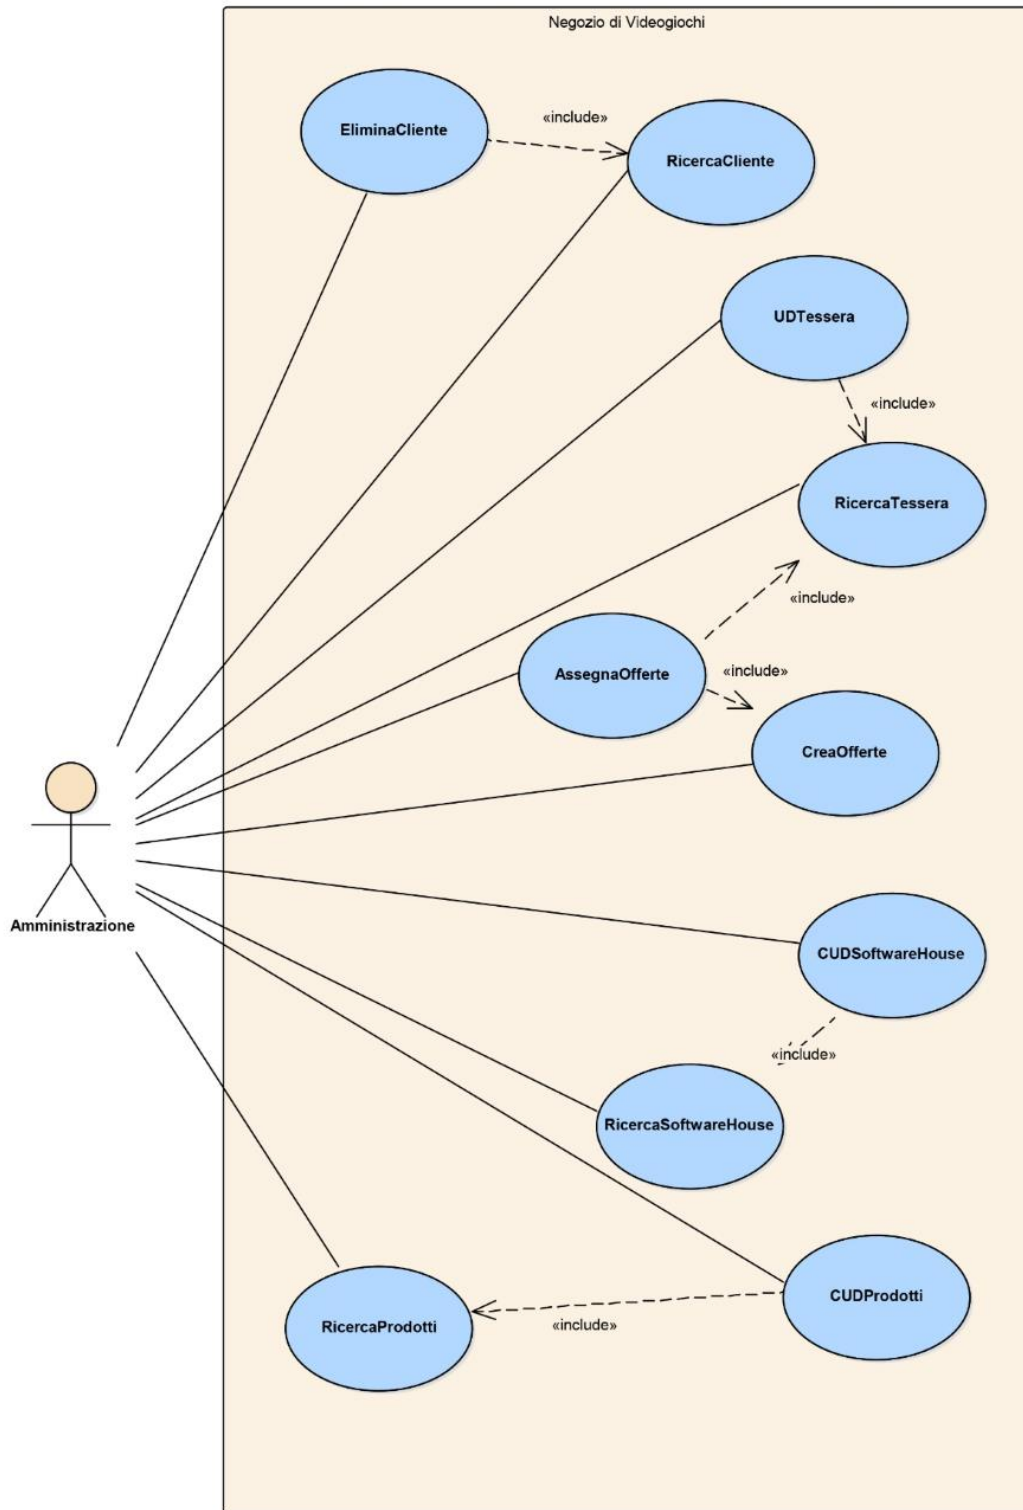 Negozio di Videogiochi
EliminaCliente
«include»
RicercaCliente
UDTessera
«include»
RicercaTessera
«include»
AssegnaOfferte
«include»
CreaOfferte
Amministrazione
CUDSoftwareHouse
«include»
RicercaSoftwareHouse
CUDProdotti
RicercaProdotti
«include»